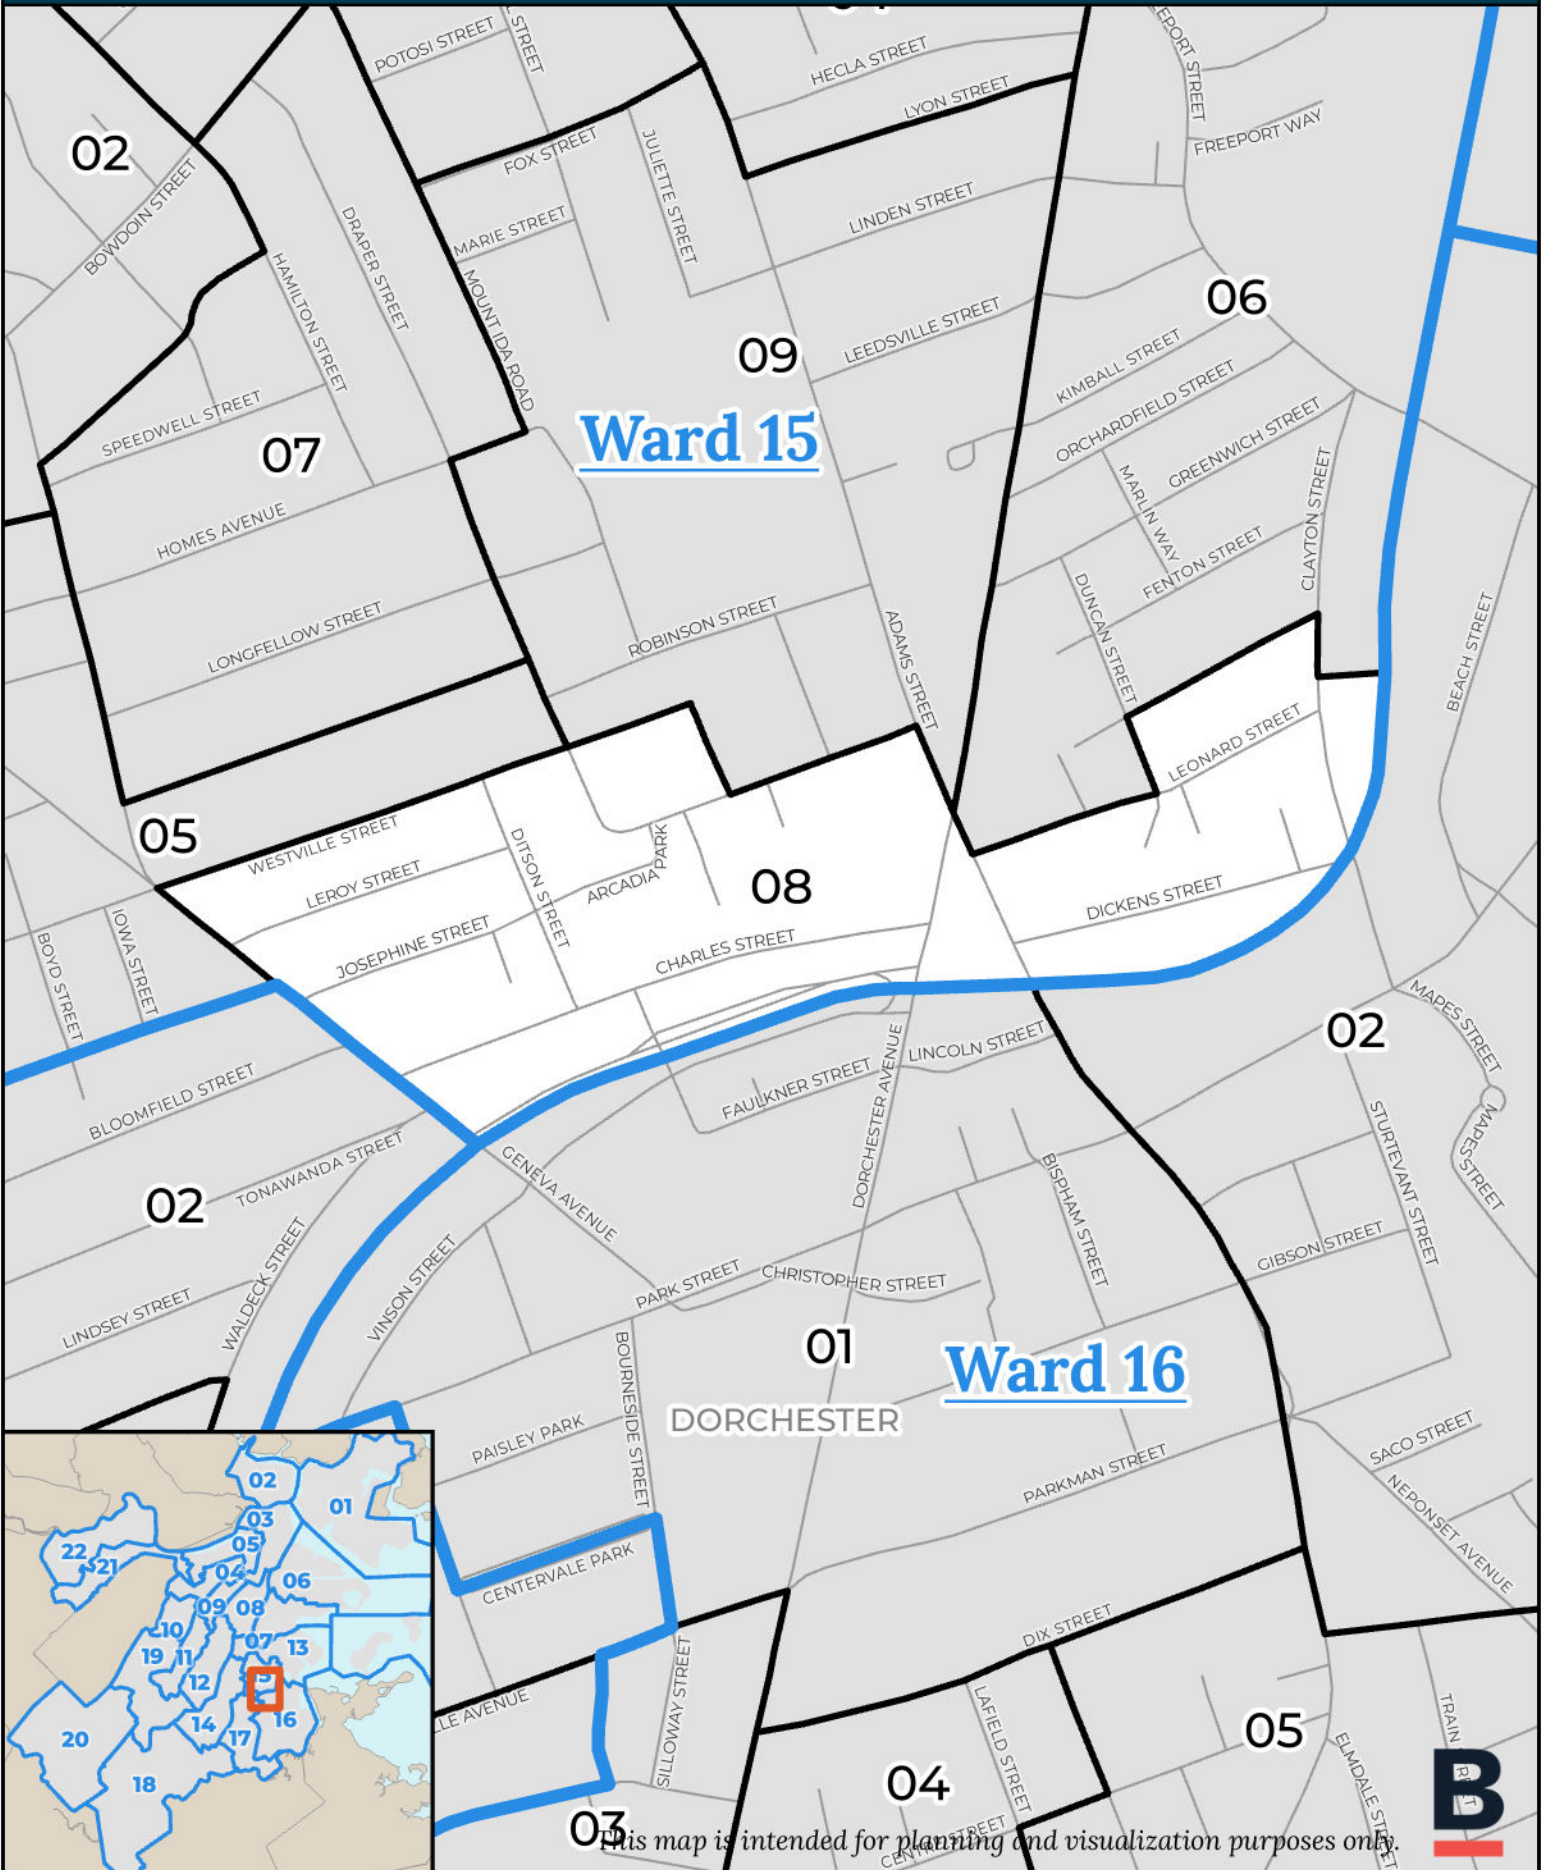 POTOSI STREET
STREET
HECLA STREET
LYON STREET
FREEPORT WAY
02
FOX STREET
JULIETTE STREET
BOWDOIN STREET
MARIE STREET
LINDEN STREET
DRAPER STREET
HAMILTON STREET
MOUNT IDA ROAD
06
LEEDSVILLE STREET
09
KIMBALL STREET
ORCHARDFIELD STREET
GREENWICH STREET
SPEEDWELL STREET
Ward 15
07
MARLIN WAY
CLAYTON STREET
HOMES AVENUE
FENTON STREET
DUNCAN STREET
LONGFELLOW STREET
ROBINSON STREET
ADAMS STREET
BEACH STREET
LEONARD STREET
05
WESTVILLE STREET
DITSON STREET
LEROY STREET
ARCADIA PARK
08
DICKENS STREET
IOWA STREET
BOYD STREET
JOSEPHINE STREET
CHARLES STREET
MAPES STREET
02
LINCOLN STREET
FAULKNER STREET
DORCHESTER AVENUE
BLOOMFIELD STREET
TONAWANDA STREET
GENEVA AVENUE
MAPES STREET
STURTEVANT STREET
BISPHAM STREET
02
WALDECK STREET
VINSON STREET
PARK STREET
CHRISTOPHER STREET
GIBSON STREET
LINDSEY STREET
01
BOURNESIDE STREET
Ward 16
DORCHESTER
PAISLEY PARK
PARKMAN STREET
SACO STREET
NEPONSET AVENUE
CENTERVALE PARK
DIX STREET
02
01
03
05
22
21
04
06
09
08
10
07
13
19
11
12
16
14
17
20
18
LLE AVENUE
SILLOWAY STREET
LAFIELD STREET
05
ELMDALE STREET
TRAIN
04
03
CENTRE STREET
B
This map is intended for planning and visualization purposes only.